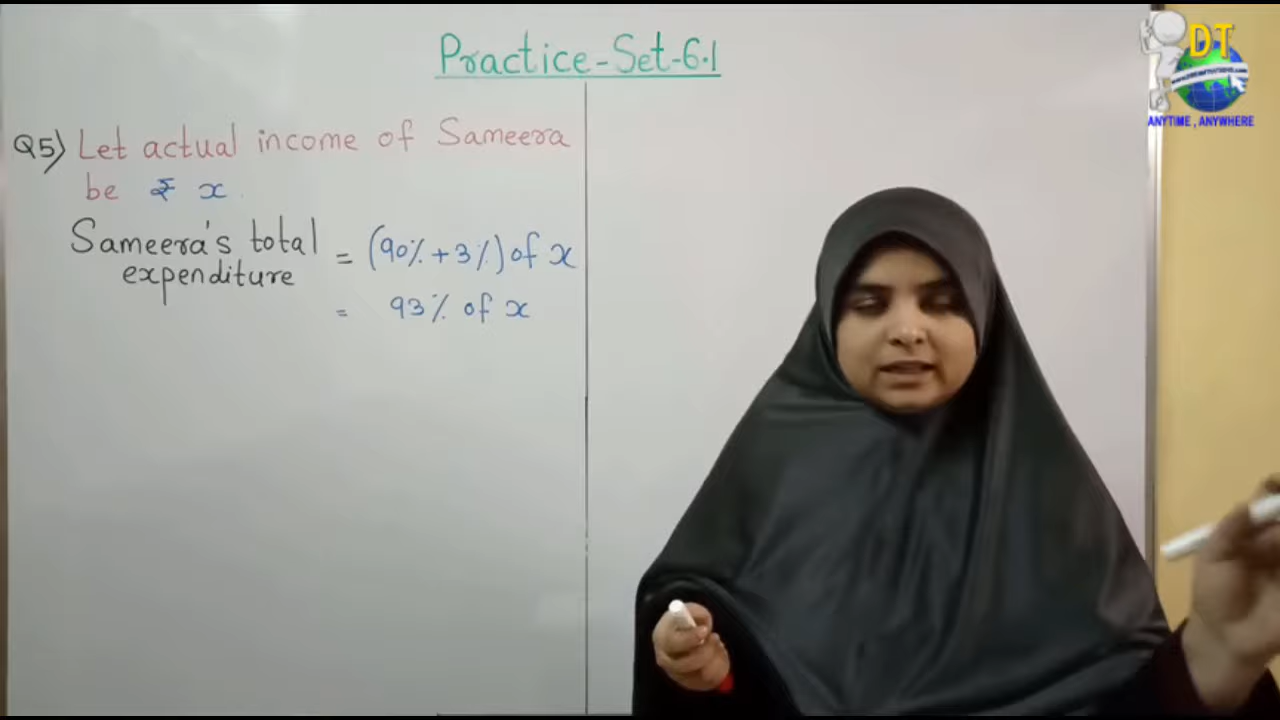 Practice-Set-6.1
Q5) Let actual income of Sameera
be ₹ x.
Sameera's total
expenditure = (90% + 3%) of x
= 93% of x
DT
ANYTIME, ANYWHERE